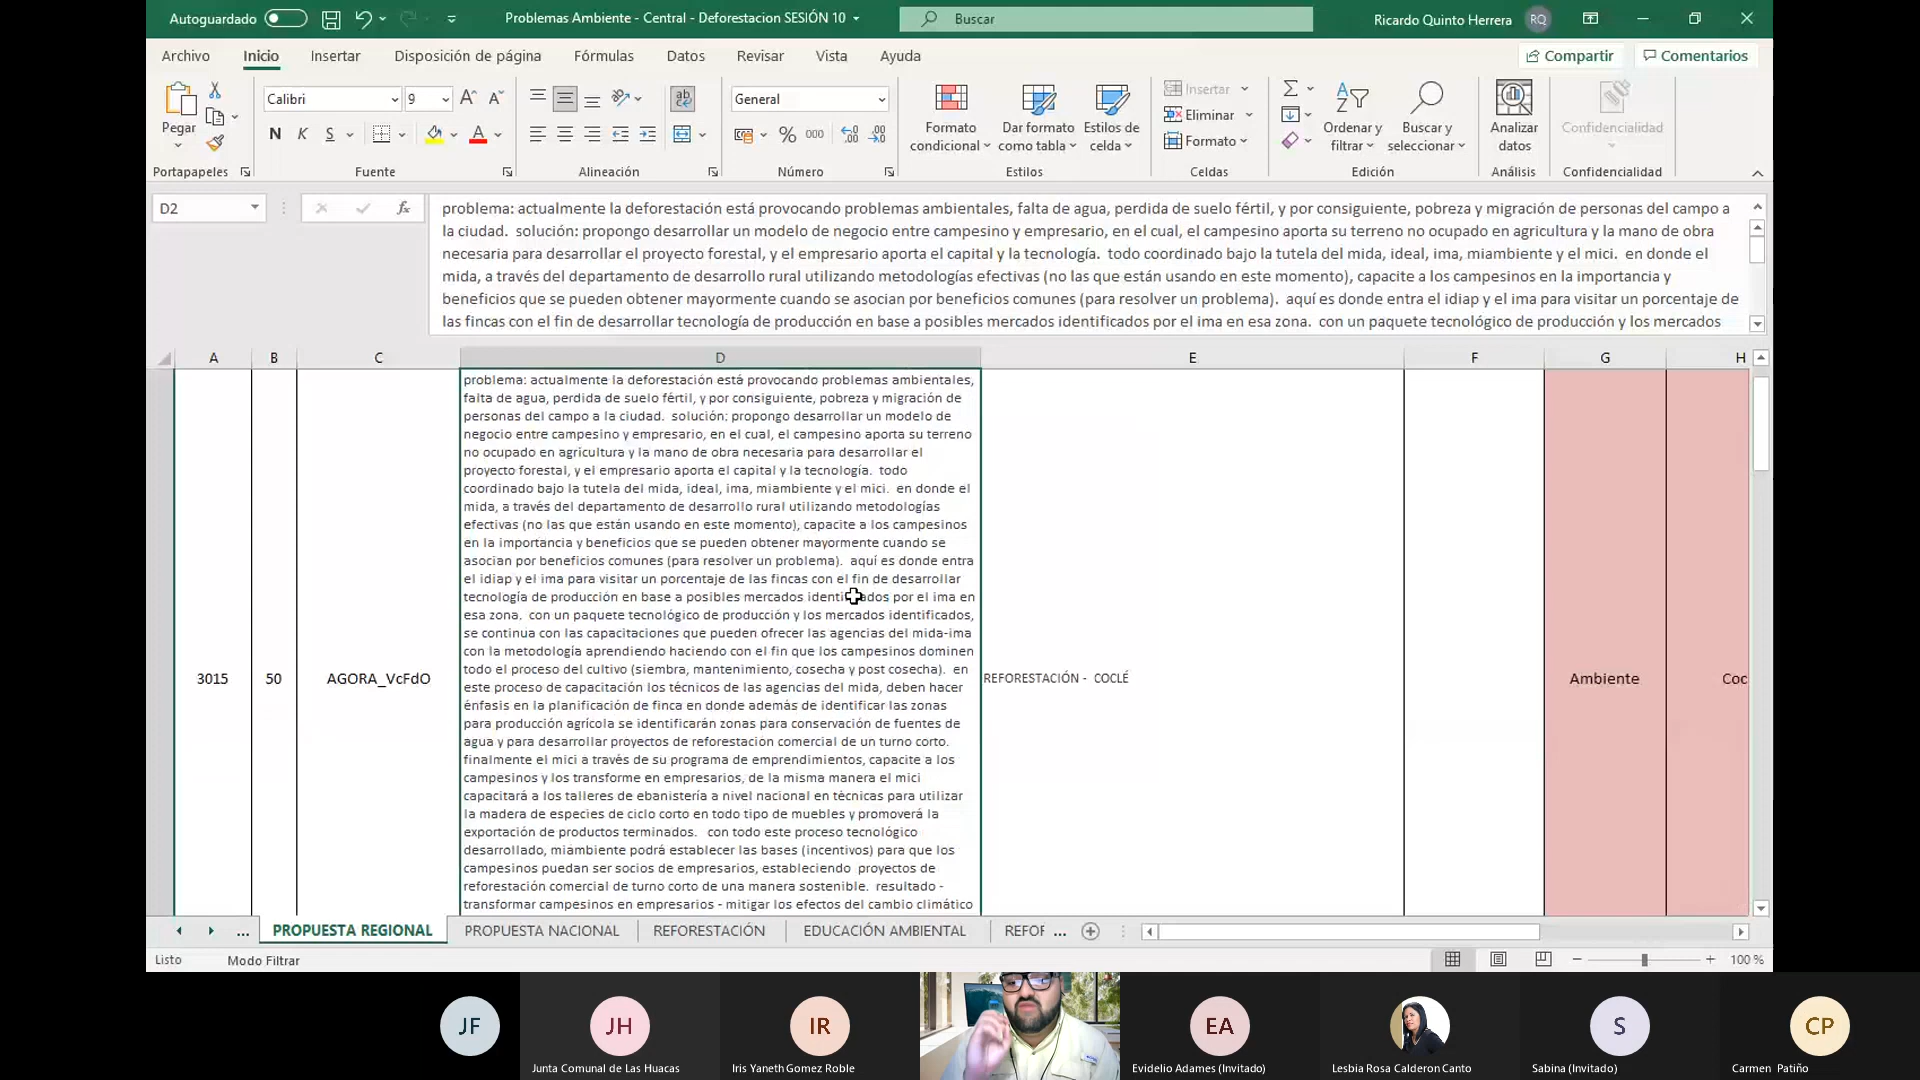 Autoguardado
Problemas Ambiente - Central - Deforestacion SESIÓN 10
Buscar
Ricardo Quinto Herrera
RQ
Archivo Inicio Insertar Disposición de página Fórmulas Datos Revisar Vista Ayuda
Compartir
Comentarios
Pegar
Calibri
9
General
N K S
% 000
Formato condicional
Dar formato como tabla
Estilos de celda
Insertar
Eliminar
Formato
Ordenar y filtrar
Buscar y seleccionar
Analizar datos
Confidencialidad
Portapapeles Fuente Alineación Número Estilos Celdas Edición Análisis Confidencialidad
D2
fx
problema: actualmente la deforestación está provocando problemas ambientales, falta de agua, perdida de suelo fértil, y por consiguiente, pobreza y migración de personas del campo a
la ciudad. solución: propongo desarrollar un modelo de negocio entre campesino y empresario, en el cual, el campesino aporta su terreno no ocupado en agricultura y la mano de obra
necesaria para desarrollar el proyecto forestal, y el empresario aporta el capital y la tecnología. todo coordinado bajo la tutela del mida, ideal, ima, miambiente y el mici. en donde el
mida, a través del departamento de desarrollo rural utilizando metodologías efectivas (no las que están usando en este momento), capacite a los campesinos en la importancia y
beneficios que se pueden obtener mayormente cuando se asocian por beneficios comunes (para resolver un problema). aquí es donde entra el idiap y el ima para visitar un porcentaje de
las fincas con el fin de desarrollar tecnología de producción en base a posibles mercados identificados por el ima en esa zona. con un paquete tecnológico de producción y los mercados
A B C D E F G H
problema: actualmente la deforestación está provocando problemas ambientales,
falta de agua, perdida de suelo fértil, y por consiguiente, pobreza y migración de
personas del campo a la ciudad. solución: propongo desarrollar un modelo de
negocio entre campesino y empresario, en el cual, el campesino aporta su terreno
no ocupado en agricultura y la mano de obra necesaria para desarrollar el
proyecto forestal, y el empresario aporta el capital y la tecnología. todo
coordinado bajo la tutela del mida, ideal, ima, miambiente y el mici. en donde el
mida, a través del departamento de desarrollo rural utilizando metodologías
efectivas (no las que están usando en este momento), capacite a los campesinos
en la importancia y beneficios que se pueden obtener mayormente cuando se
asocian por beneficios comunes (para resolver un problema). aquí es donde entra
el idiap y el ima para visitar un porcentaje de las fincas con el fin de desarrollar
tecnología de producción en base a posibles mercados identificados por el ima en
esa zona. con un paquete tecnológico de producción y los mercados identificados,
se continua con las capacitaciones que pueden ofrecer las agencias del mida-ima
con la metodología aprendiendo haciendo con el fin que los campesinos dominen
todo el proceso del cultivo (siembra, mantenimiento, cosecha y post cosecha). en
este proceso de capacitación los técnicos de las agencias del mida, deben hacer
énfasis en la planificación de finca en donde además de identificar las zonas
para producción agrícola se identificarán zonas para conservación de fuentes de
agua y para desarrollar proyectos de reforestación comercial de un turno corto.
finalmente el mici a través de su programa de emprendimientos, capacite a los
campesinos y los transforme en empresarios, de la misma manera el mici
capacitará a los talleres de ebanistería a nivel nacional en técnicas para utilizar
la madera de especies de ciclo corto en todo tipo de muebles y promoverá la
exportación de productos terminados. con todo este proceso tecnológico
desarrollado, miambiente podrá establecer las bases (incentivos) para que los
campesinos puedan ser socios de empresarios, estableciendo proyectos de
reforestación comercial de turno corto de una manera sostenible. resultado -
transformar campesinos en empresarios - mitigar los efectos del cambio climático
3015
50
AGORA_VcFdO
REFORESTACIÓN - COCLÉ
Ambiente
Coc
... PROPUESTA REGIONAL PROPUESTA NACIONAL REFORESTACIÓN EDUCACIÓN AMBIENTAL REFOF ...
Listo
Modo Filtrar
100 %
JF
JH
IR
EA
S
CP
Junta Comunal de Las Huacas
Iris Yaneth Gomez Roble
Evidelio Adames (Invitado)
Lesbia Rosa Calderon Canto
Sabina (Invitado)
Carmen Patiño